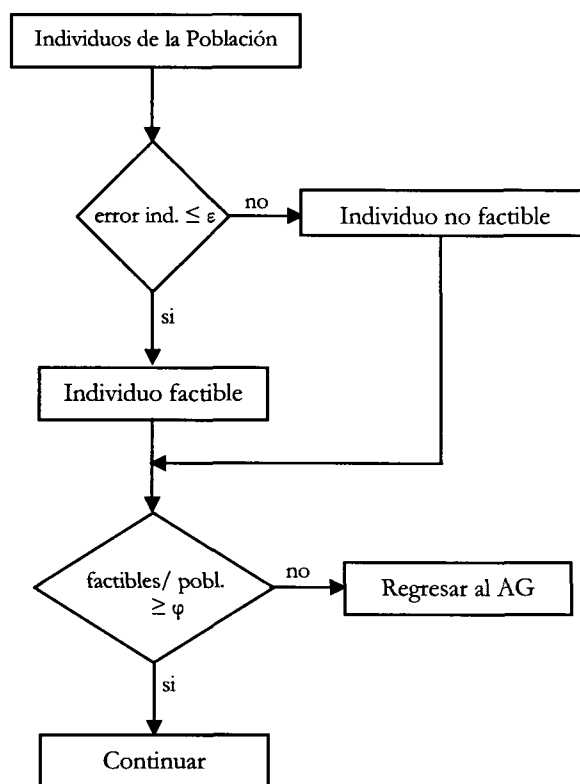 Individuos de la Población
error ind. ≤ ε
no
Individuo no factible
si
Individuo factible
factibles/ pobl.
≥ φ
no
Regresar al AG
si
Continuar